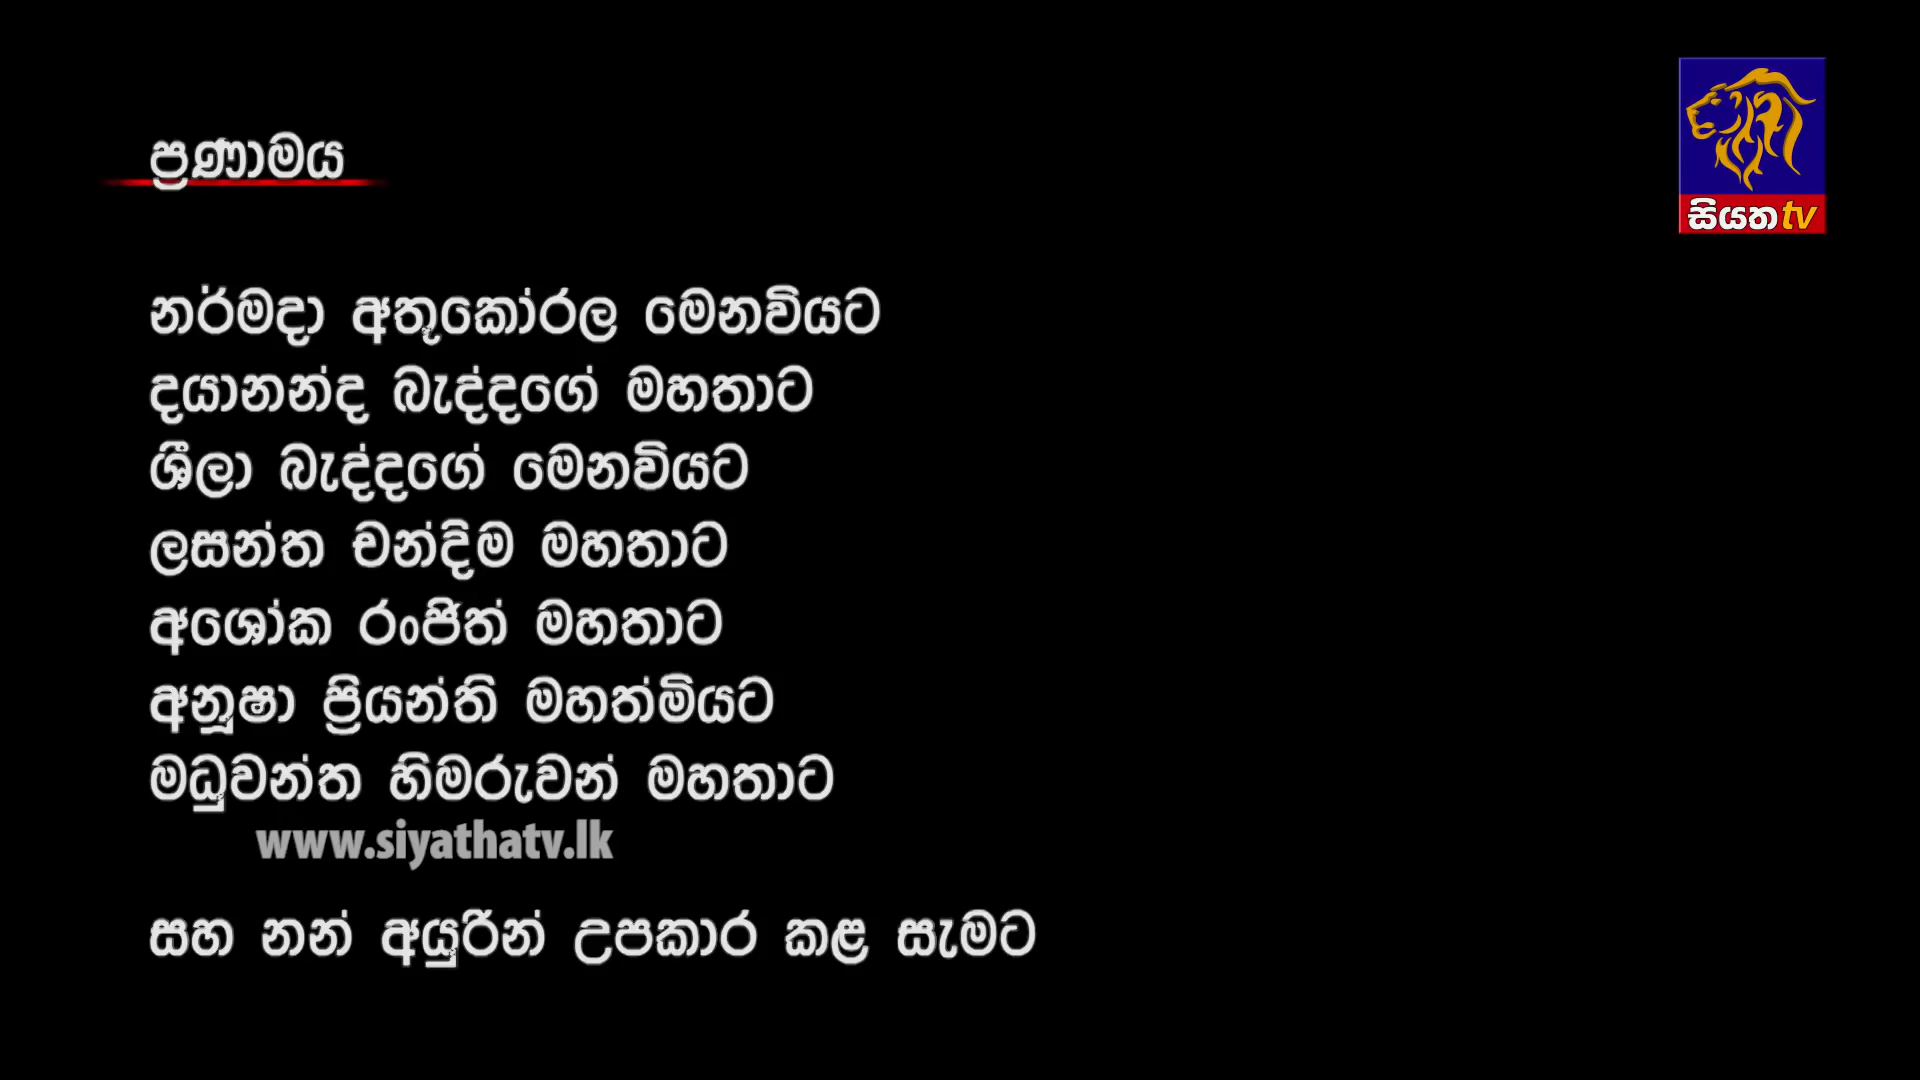 ප්‍රණාමය
සියත tv
නර්මදා අතුකෝරල මෙනවියට
දයානන්ද බැද්දගේ මහතාට
ශීලා බැද්දගේ මෙනවියට
ලසන්ත චන්දිම මහතාට
අශෝක රංජිත් මහතාට
අනූෂා ප්‍රියන්ති මහත්මියට
මධුවන්ත හිමරුවන් මහතාට
www.siyathatv.lk
සහ නන් අයුරින් උපකාර කළ සැමට